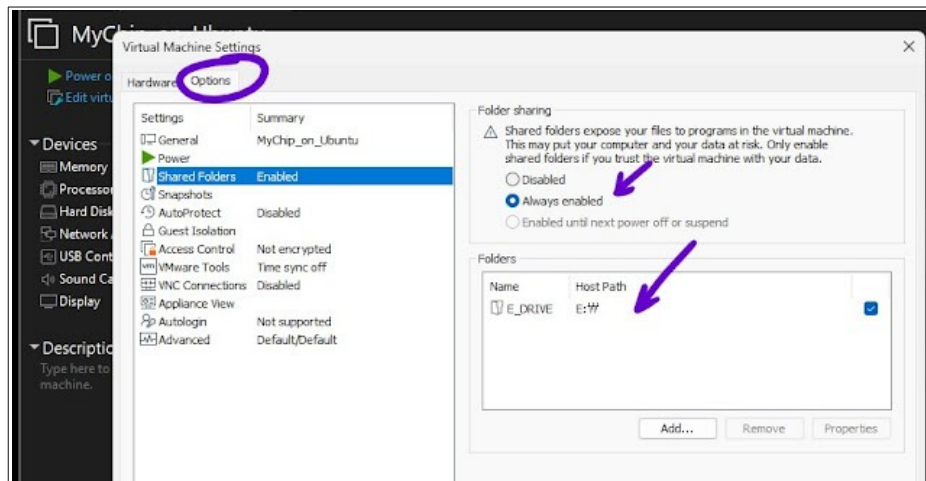 MyChip_on_Ubuntu
Virtual Machine Settings
Power o
Edit virtu
Hardware
Options
Devices
Memory
Processor
Hard Disk
Network
USB Cont
Sound Ca
Display
Descriptio
Type here to
machine.
Settings Summary
General MyChip_on_Ubuntu
Power
Shared Folders Enabled
Snapshots
AutoProtect Disabled
Guest Isolation
Access Control Not encrypted
vm VMware Tools Time sync off
VNC Connections Disabled
Appliance View
Autologin Not supported
Advanced Default/Default
Folder sharing
Shared folders expose your files to programs in the virtual machine.
This may put your computer and your data at risk. Only enable
shared folders if you trust the virtual machine with your data.
Disabled
Always enabled
Enabled until next power off or suspend
Folders
Name Host Path
E_DRIVE E:₩
Add... Remove Properties